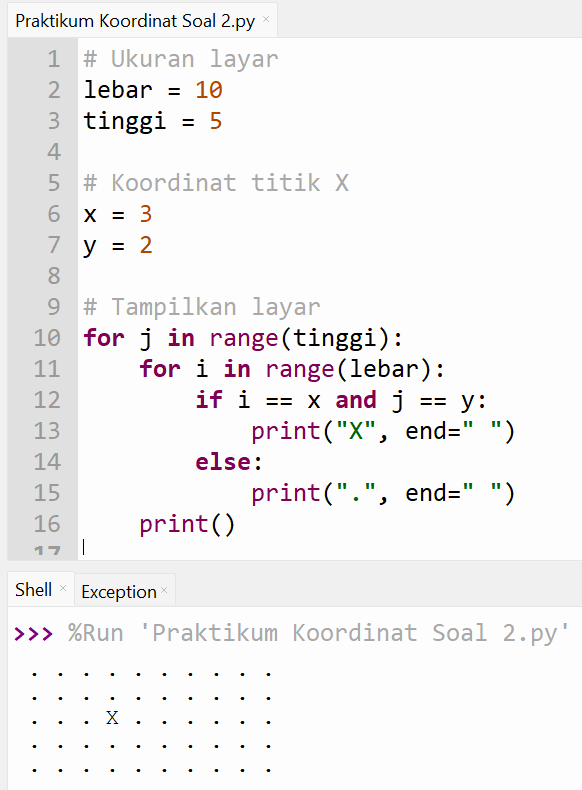 Praktikum Koordinat Soal 2.py ×
1 # Ukuran layar
2 lebar = 10
3 tinggi = 5
4
5 # Koordinat titik X
6 x = 3
7 y = 2
8
9 # Tampilkan layar
10 for j in range(tinggi):
11     for i in range(lebar):
12         if i == x and j == y:
13             print("X", end=" ")
14         else:
15             print(".", end=" ")
16     print()
17
Shell × Exception ×
>>> %Run 'Praktikum Koordinat Soal 2.py'
. . . . . . . . . .
. . . . . . . . . .
. . . X . . . . . .
. . . . . . . . . .
. . . . . . . . . .